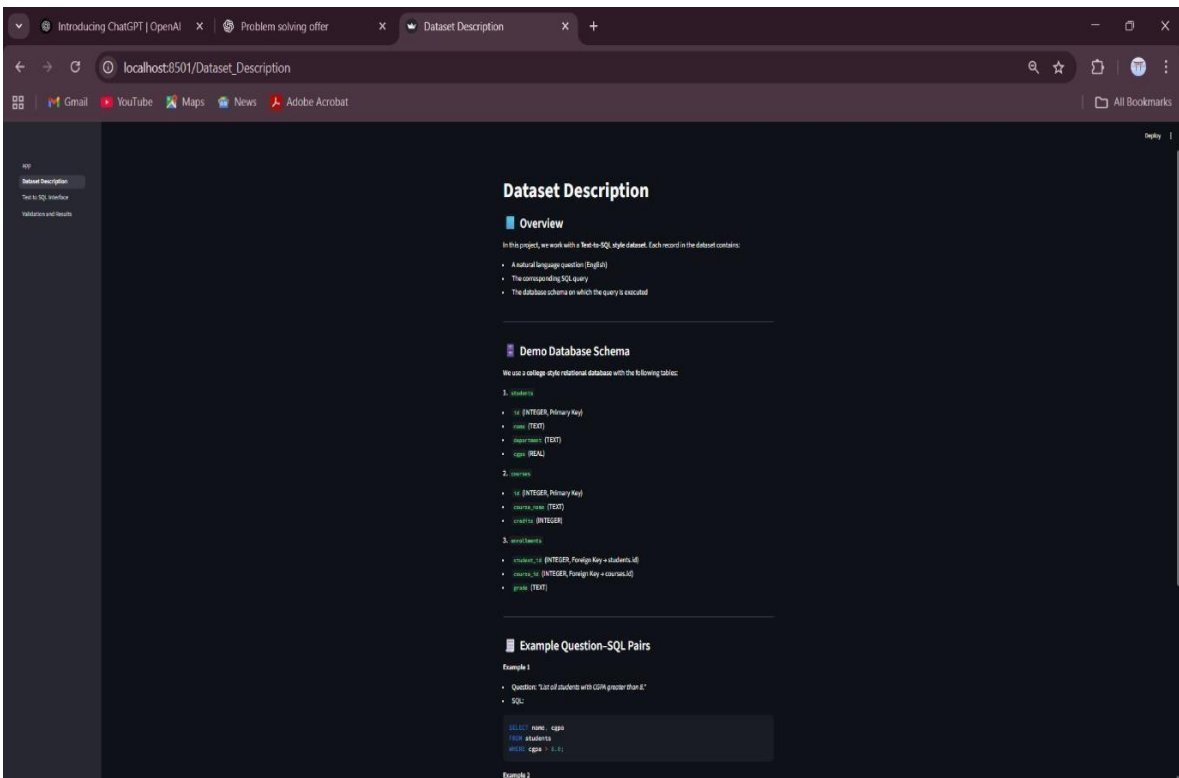 Introducing ChatGPT | OpenAI
Problem solving offer
Dataset Description
localhost:8501/Dataset_Description
Gmail
YouTube
Maps
News
Adobe Acrobat
All Bookmarks
Deploy
app
Dataset Description
Text to SQL Interface
Validation and Results
Dataset Description
Overview
In this project, we work with a Text-to-SQL style dataset. Each record in the dataset contains:
• A natural language question (English)
• The corresponding SQL query
• The database schema on which the query is executed
Demo Database Schema
We use a college-style relational database with the following tables:
1. students
• id (INTEGER, Primary Key)
• name (TEXT)
• department (TEXT)
• cgpa (REAL)
2. courses
• id (INTEGER, Primary Key)
• course_name (TEXT)
• credits (INTEGER)
3. enrollments
• student_id (INTEGER, Foreign Key → students.id)
• course_id (INTEGER, Foreign Key → courses.id)
• grade (TEXT)
Example Question–SQL Pairs
Example 1
• Question: "List all students with CGPA greater than 8."
• SQL:
SELECT name, cgpa
FROM students
WHERE cgpa > 8.0;
Example 2